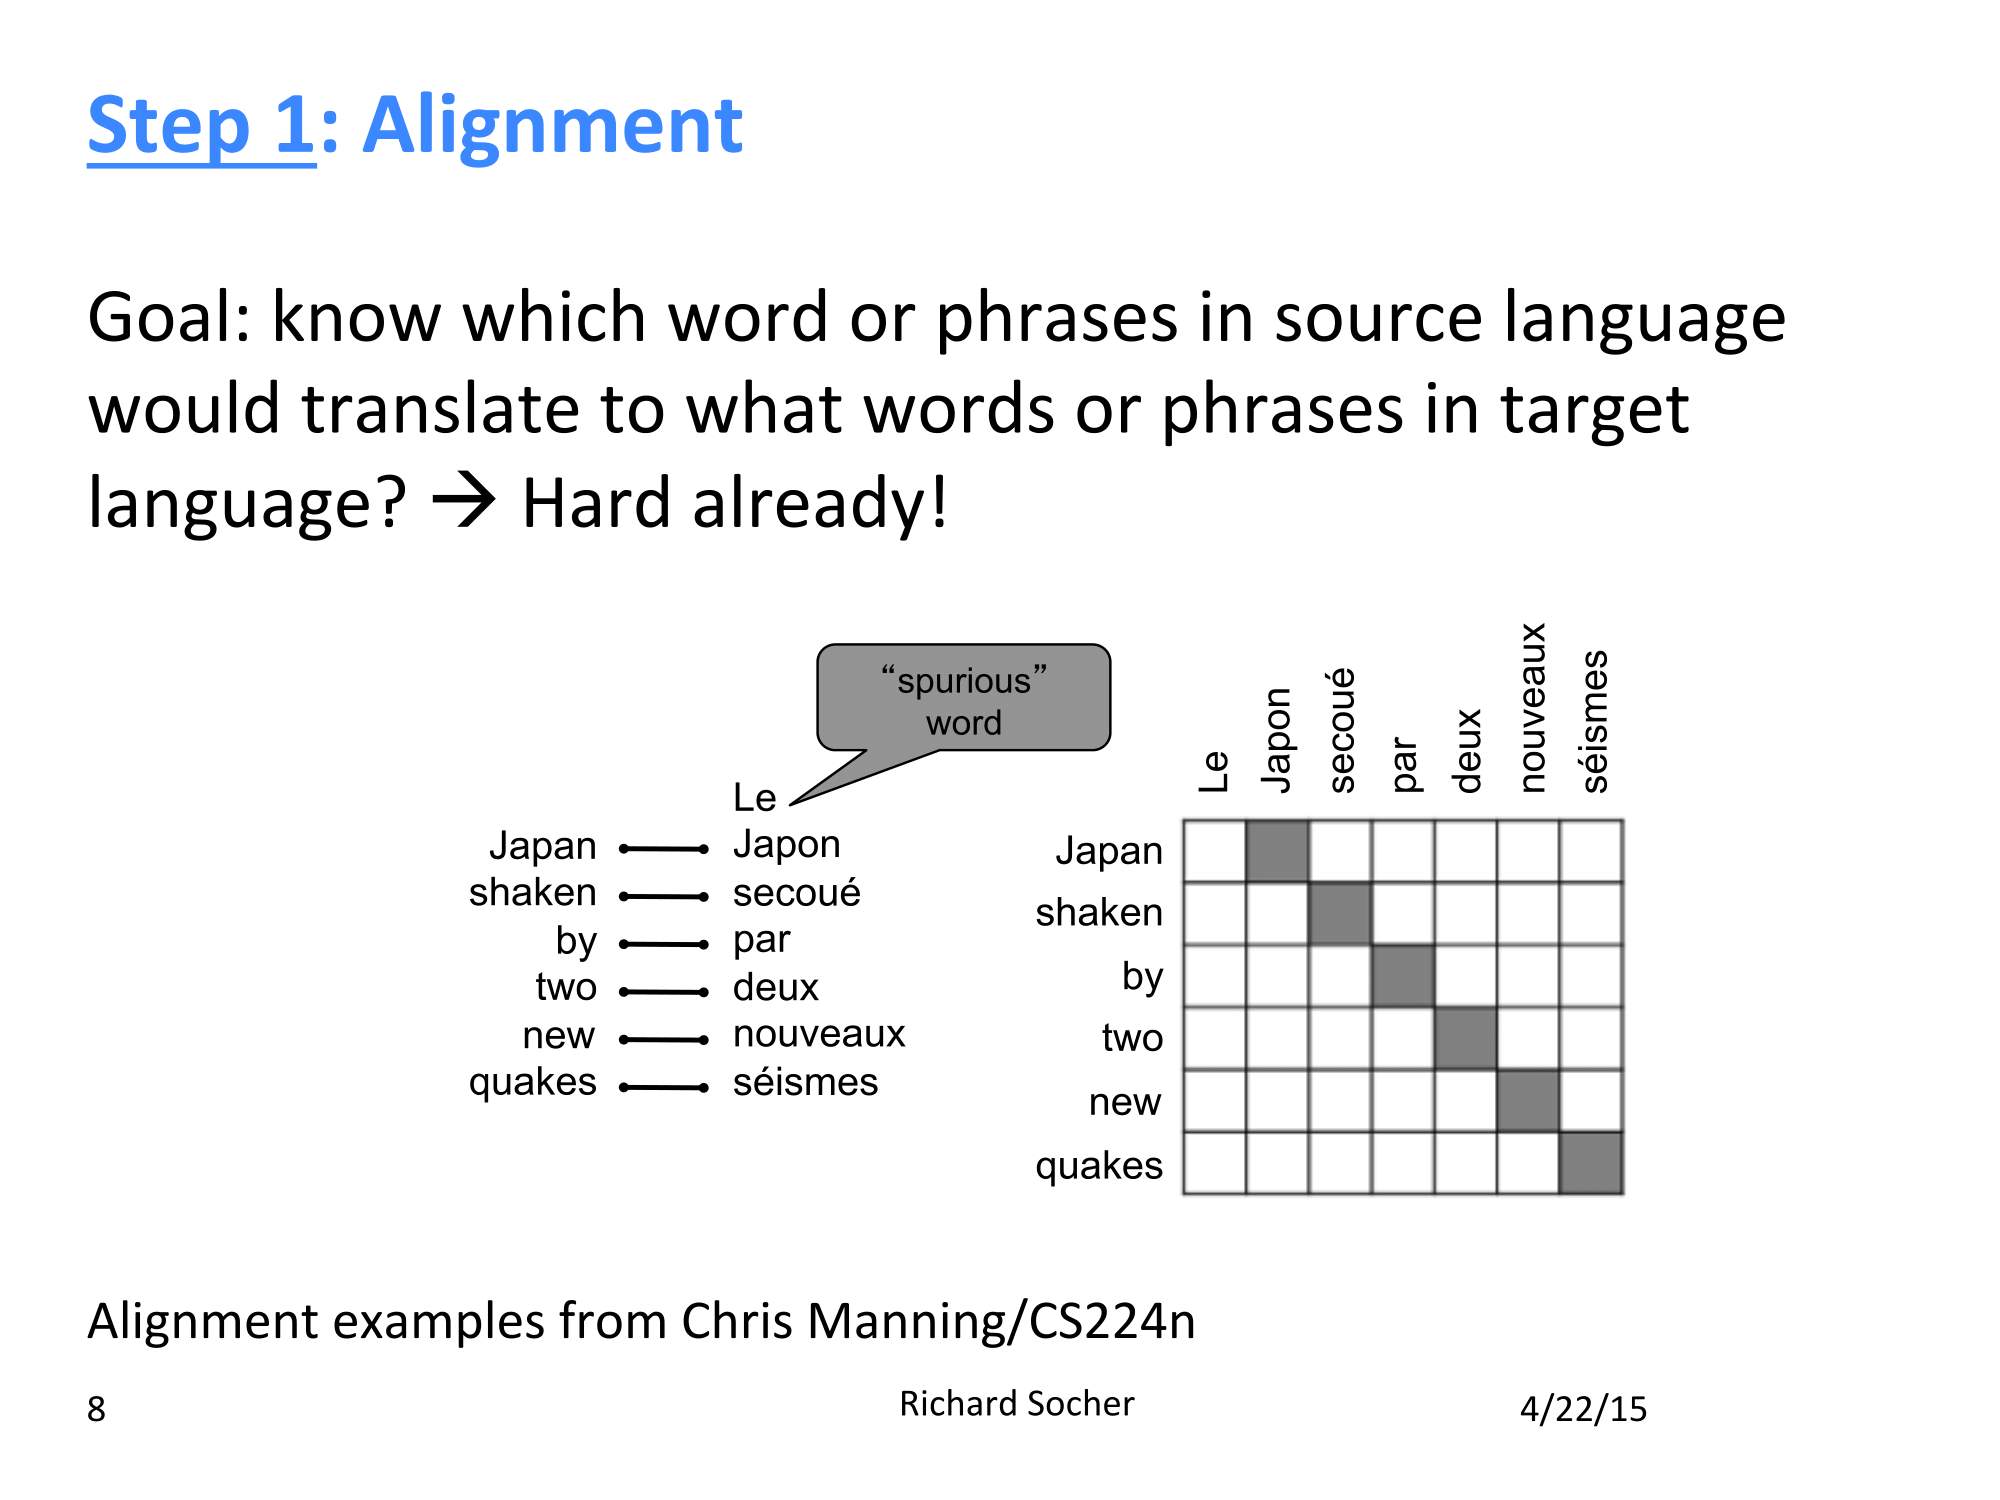 Step 1: Alignment
Goal: know which word or phrases in source language
would translate to what words or phrases in target
language? → Hard already!
“spurious”
word
Le
Japan Japon
shaken secoué
by par
two deux
new nouveaux
quakes séismes
Le Japon secoué par deux nouveaux séismes
Japan
shaken
by
two
new
quakes
Alignment examples from Chris Manning/CS224n
8 Richard Socher 4/22/15